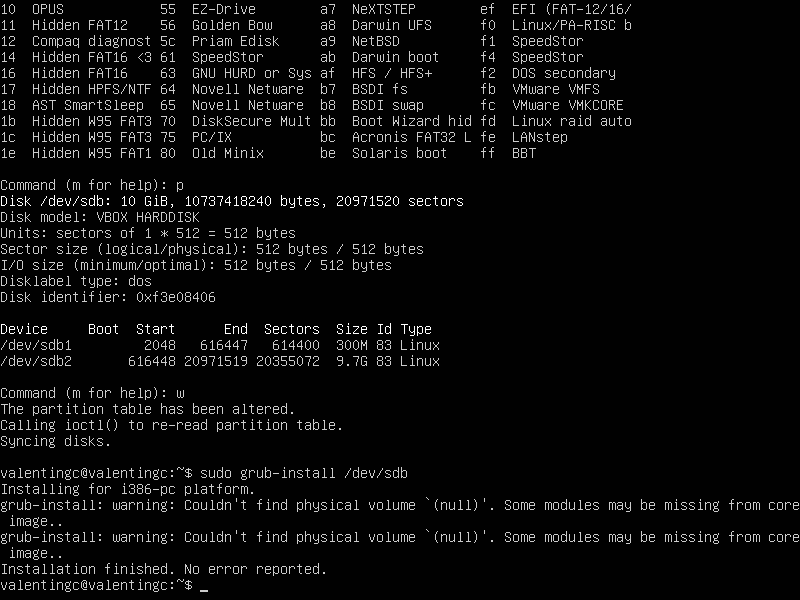 10  OPUS            55  EZ-Drive        a7  NeXTSTEP        ef  EFI (FAT-12/16/
11  Hidden FAT12    56  Golden Bow      a8  Darwin UFS      f0  Linux/PA-RISC b
12  Compaq diagnost 5c  Priam Edisk     a9  NetBSD          f1  SpeedStor
14  Hidden FAT16 <3 61  SpeedStor       ab  Darwin boot     f4  SpeedStor
16  Hidden FAT16    63  GNU HURD or Sys af  HFS / HFS+      f2  DOS secondary
17  Hidden HPFS/NTF 64  Novell Netware  b7  BSDI fs         fb  VMware VMFS
18  AST SmartSleep  65  Novell Netware  b8  BSDI swap       fc  VMware VMKCORE
1b  Hidden W95 FAT3 70  DiskSecure Mult bb  Boot Wizard hid fd  Linux raid auto
1c  Hidden W95 FAT3 75  PC/IX           bc  Acronis FAT32 L fe  LANstep
1e  Hidden W95 FAT1 80  Old Minix       be  Solaris boot    ff  BBT
Command (m for help): p
Disk /dev/sdb: 10 GiB, 10737418240 bytes, 20971520 sectors
Disk model: VBOX HARDDISK
Units: sectors of 1 * 512 = 512 bytes
Sector size (logical/physical): 512 bytes / 512 bytes
I/O size (minimum/optimal): 512 bytes / 512 bytes
Disklabel type: dos
Disk identifier: 0xf3e08406
Device     Boot  Start      End  Sectors  Size Id Type
/dev/sdb1         2048   616447   614400  300M 83 Linux
/dev/sdb2       616448 20971519 20355072  9.7G 83 Linux
Command (m for help): w
The partition table has been altered.
Calling ioctl() to re-read partition table.
Syncing disks.
valentingc@valentingc:~$ sudo grub-install /dev/sdb
Installing for i386-pc platform.
grub-install: warning: Couldn't find physical volume `(null)'. Some modules may be missing from core
 image..
grub-install: warning: Couldn't find physical volume `(null)'. Some modules may be missing from core
 image..
Installation finished. No error reported.
valentingc@valentingc:~$ _